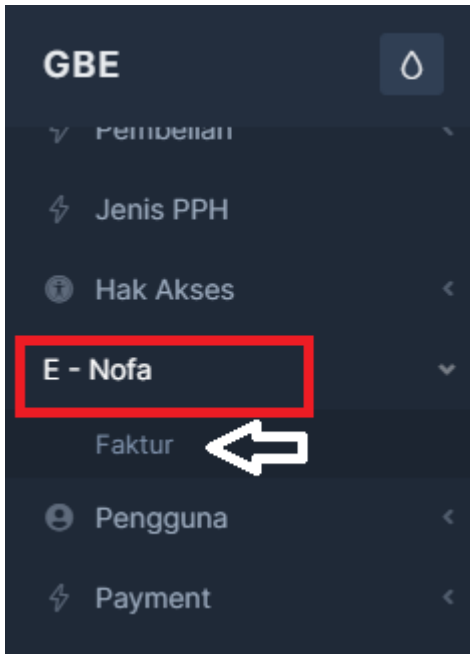 GBE
Pembelian
Jenis PPH
Hak Akses
E - Nofa
Faktur
Pengguna
Payment